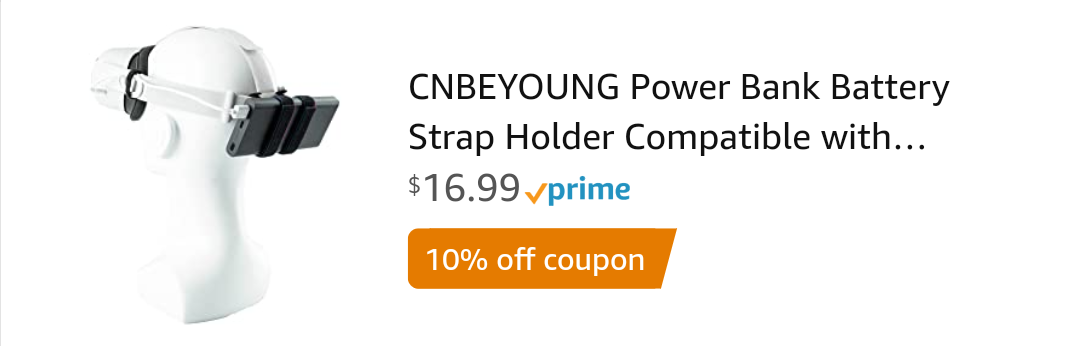 CNBEYOUNG Power Bank Battery
Strap Holder Compatible with...
$16.99 prime
10% off coupon